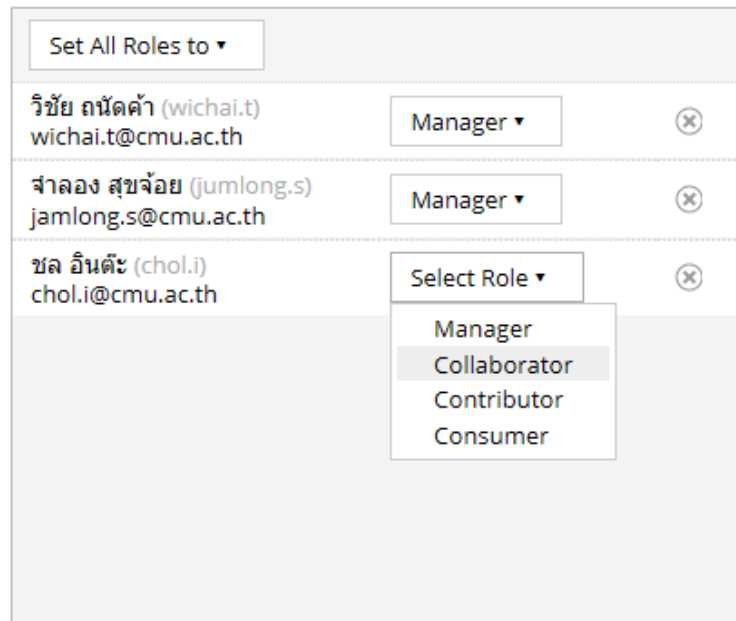 Set All Roles to ▾
วิชัย ถนัดค้า (wichai.t)
wichai.t@cmu.ac.th
Manager ▾
จำลอง สุขจ้อย (jumlong.s)
jamlong.s@cmu.ac.th
Manager ▾
ชล อินต๊ะ (chol.i)
chol.i@cmu.ac.th
Select Role ▾
Manager
Collaborator
Contributor
Consumer